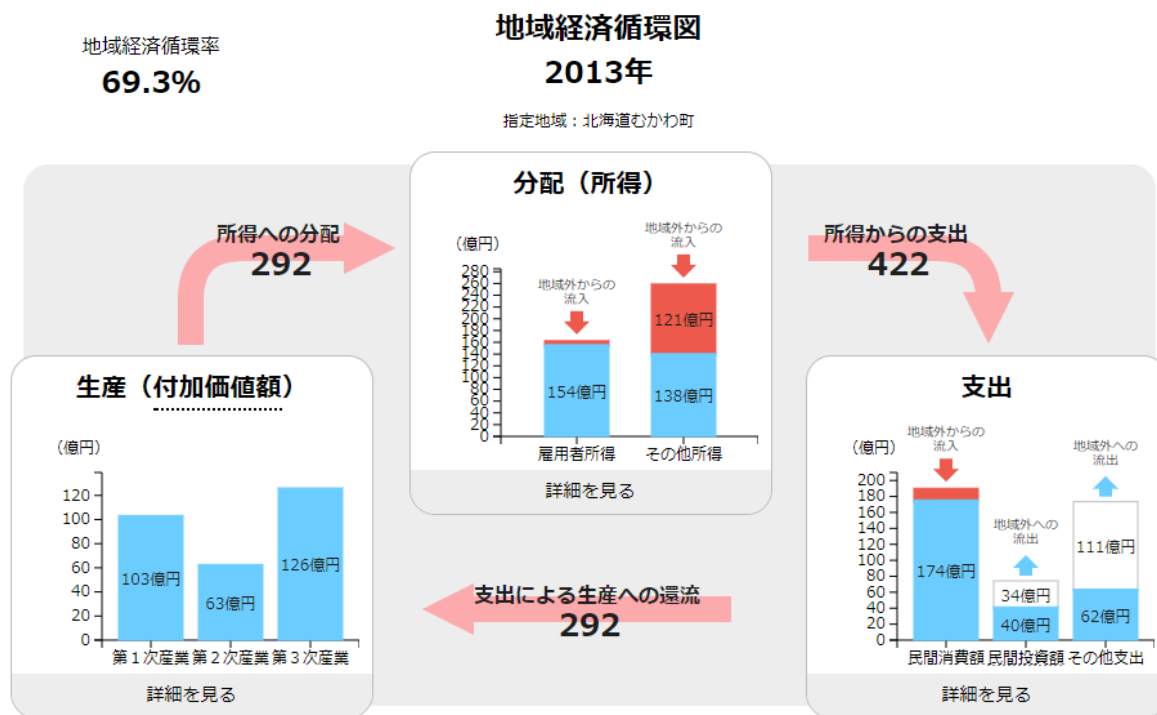 地域経済循環図
2013年
指定地域：北海道むかわ町
地域経済循環率
69.3%
所得への分配
292
分配（所得）
（億円）
280
260
240
220
200
180
160
140
120
100
80
60
40
20
0
地域外からの
流入
154億円
地域外からの
流入
121億円
138億円
雇用者所得
その他所得
詳細を見る
所得からの支出
422
生産（付加価値額）
（億円）
120
100
80
60
40
20
0
103億円
63億円
126億円
第１次産業
第２次産業
第３次産業
詳細を見る
支出による生産への還流
292
支出
（億円）
200
180
160
140
120
100
80
60
40
20
0
地域外からの
流入
174億円
地域外への
流出
34億円
40億円
地域外への
流出
111億円
62億円
民間消費額
民間投資額
その他支出
詳細を見る